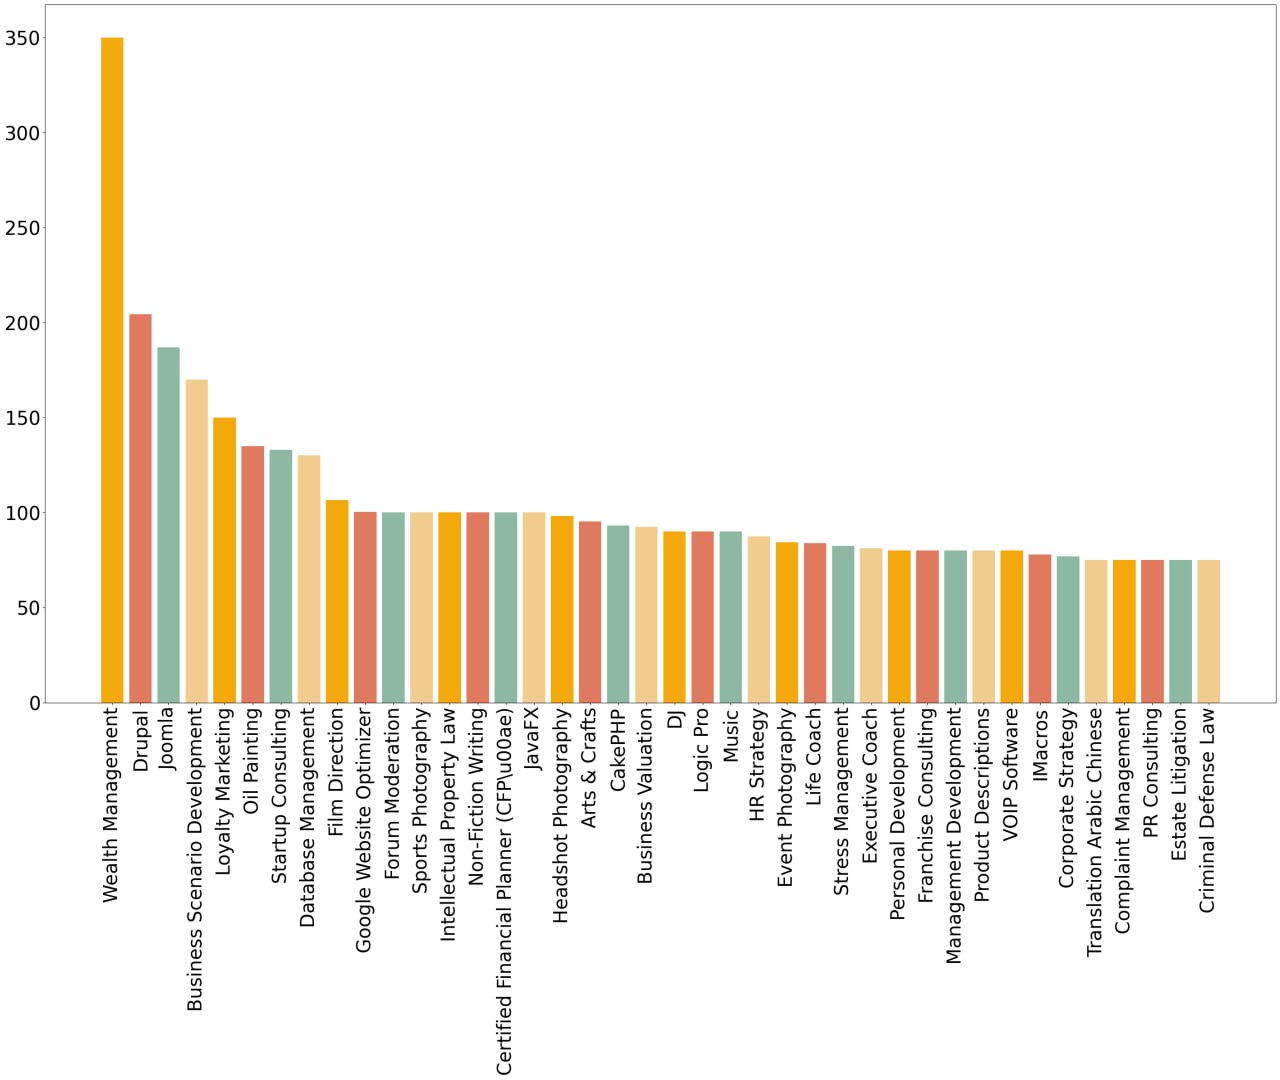 350
300
250
200
150
100
50
0
Wealth Management
Drupal
Joomla
Business Scenario Development
Loyalty Marketing
Oil Painting
Startup Consulting
Database Management
Film Direction
Google Website Optimizer
Forum Moderation
Sports Photography
Intellectual Property Law
Non-Fiction Writing
Certified Financial Planner (CFP\u00ae)
JavaFX
Headshot Photography
Arts & Crafts
CakePHP
Business Valuation
DJ
Logic Pro
Music
HR Strategy
Event Photography
Life Coach
Stress Management
Executive Coach
Personal Development
Franchise Consulting
Management Development
Product Descriptions
VOIP Software
IMacros
Corporate Strategy
Translation Arabic Chinese
Complaint Management
PR Consulting
Estate Litigation
Criminal Defense Law